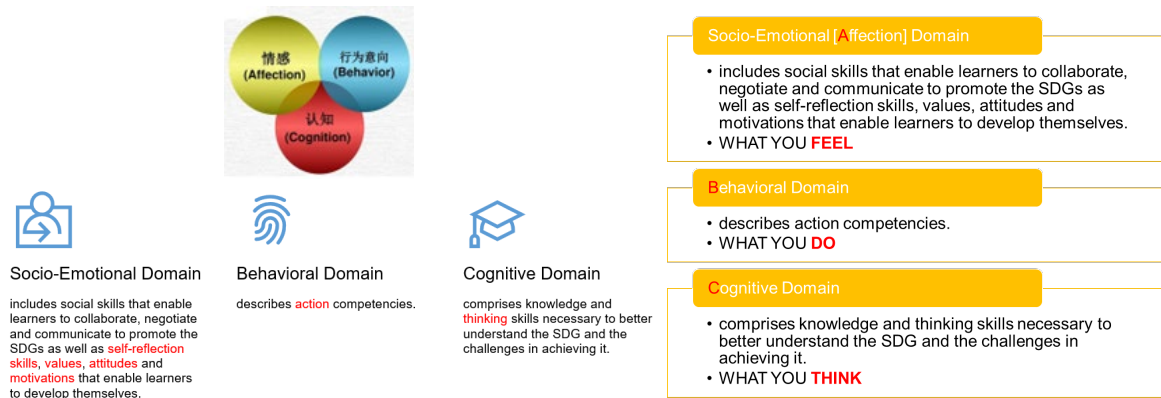 情感
(Affection)
行为意向
(Behavior)
认知
(Cognition)
Socio-Emotional Domain
includes social skills that enable
learners to collaborate, negotiate
and communicate to promote the
SDGs as well as self-reflection
skills, values, attitudes and
motivations that enable learners
to develop themselves.
Behavioral Domain
describes action competencies.
Cognitive Domain
comprises knowledge and
thinking skills necessary to better
understand the SDG and the
challenges in achieving it.
Socio-Emotional [Affection] Domain
• includes social skills that enable learners to collaborate,
negotiate and communicate to promote the SDGs as
well as self-reflection skills, values, attitudes and
motivations that enable learners to develop themselves.
• WHAT YOU FEEL
Behavioral Domain
• describes action competencies.
• WHAT YOU DO
Cognitive Domain
• comprises knowledge and thinking skills necessary to
better understand the SDG and the challenges in
achieving it.
• WHAT YOU THINK